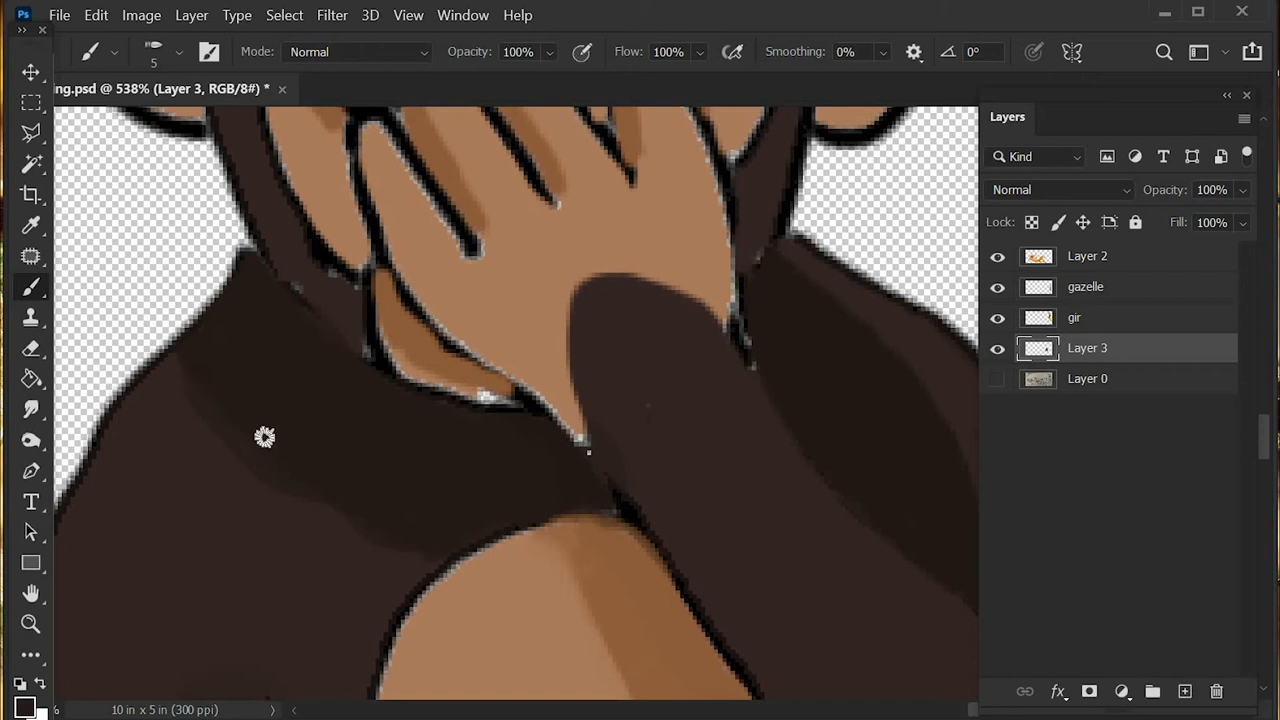 Ps File Edit Image Layer Type Select Filter 3D View Window Help
5 Mode: Normal Opacity: 100% Flow: 100% Smoothing: 0% 0°
ng.psd @ 538% (Layer 3, RGB/8#) *
Layers
Kind
Normal Opacity: 100%
Lock: Fill: 100%
Layer 2
gazelle
gir
Layer 3
Layer 0
T
fx
% 10 in x 5 in (300 ppi)